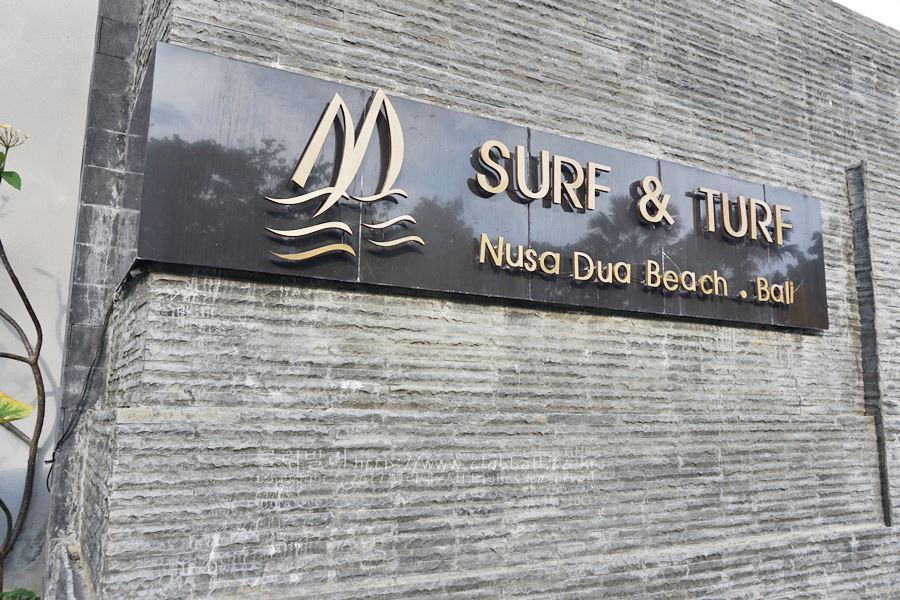 SURF & TURF
Nusa Dua Beach . Bali